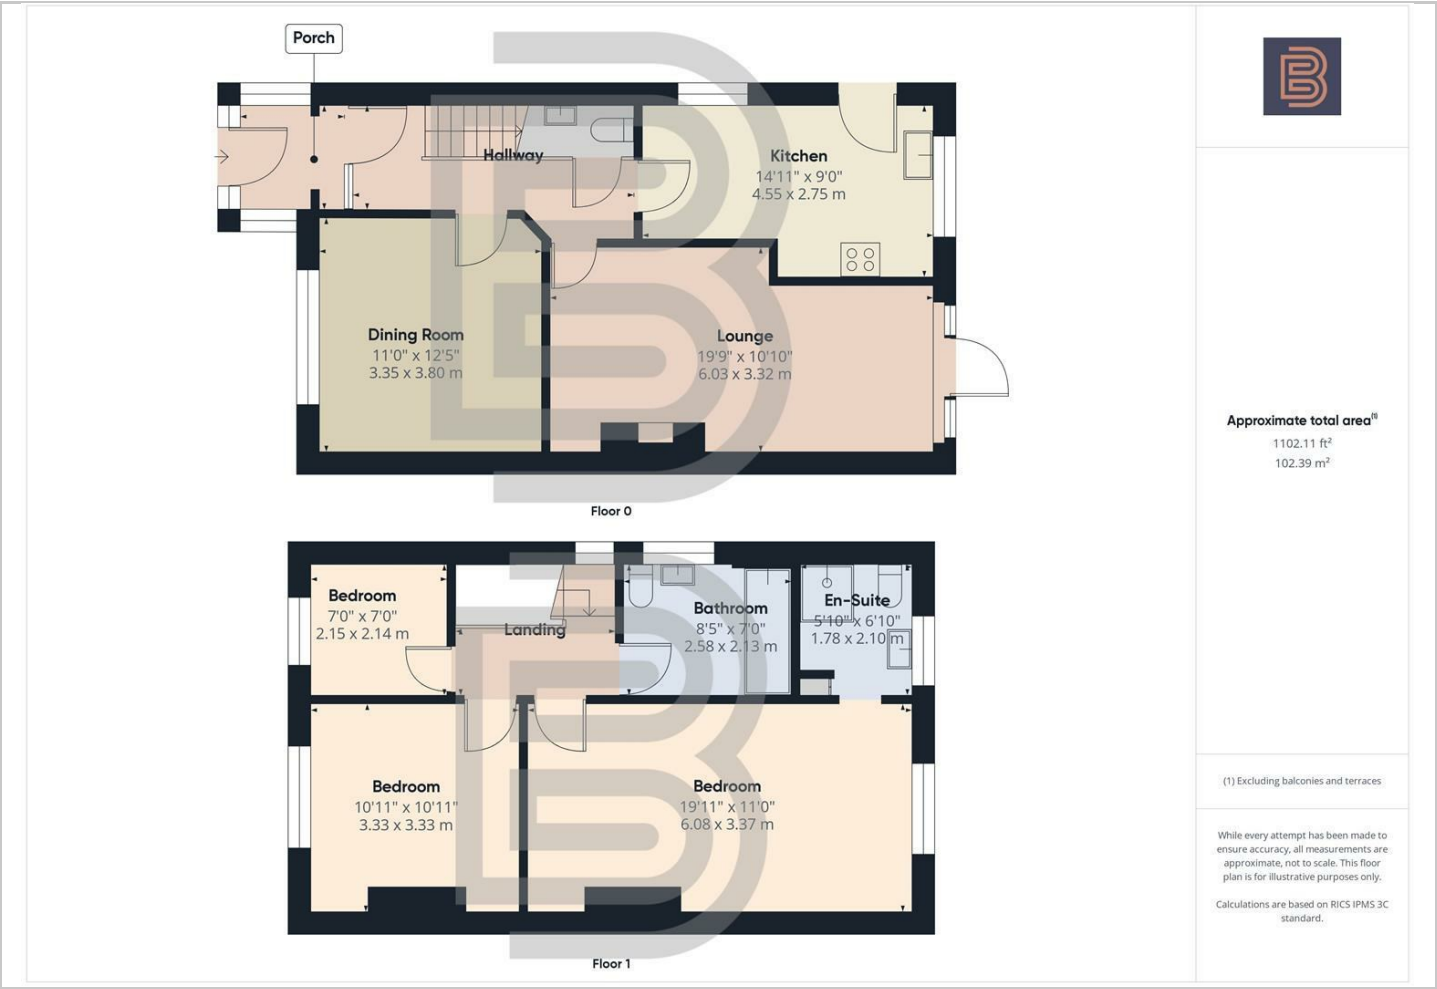 Porch
Hallway
Kitchen
14'11" x 9'0"
4.55 x 2.75 m
Dining Room
11'0" x 12'5"
3.35 x 3.80 m
Lounge
19'9" x 10'10"
6.03 x 3.32 m
Floor 0
Bedroom
7'0" x 7'0"
2.15 x 2.14 m
Landing
Bathroom
8'5" x 7'0"
2.58 x 2.13 m
En-Suite
5'10" x 6'10"
1.78 x 2.10 m
Bedroom
10'11" x 10'11"
3.33 x 3.33 m
Bedroom
19'11" x 11'0"
6.08 x 3.37 m
Floor 1
B
Approximate total area(1)
1102.11 ft²
102.39 m²
(1) Excluding balconies and terraces
While every attempt has been made to
ensure accuracy, all measurements are
approximate, not to scale. This floor
plan is for illustrative purposes only.
Calculations are based on RICS IPMS 3C
standard.